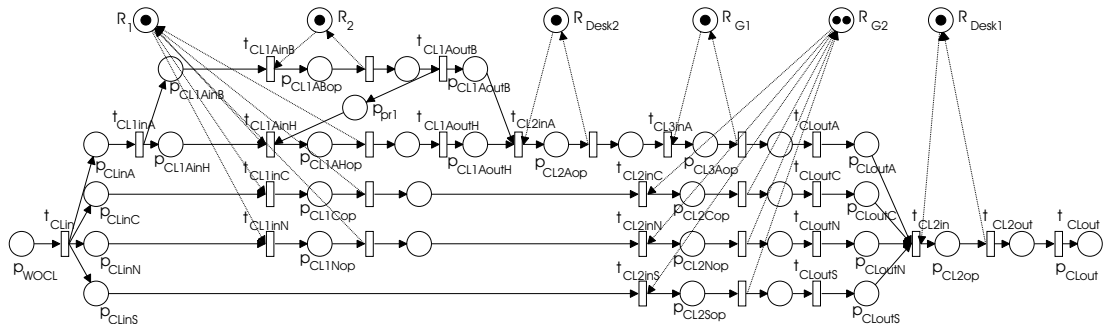 R1 R2 RDesk2 RG1 RG2 RDesk1
tCL1AinB tCL1AoutB
pCL1AinB pCL1ABop pCL1AoutB
ppr1
tCL1inA tCL1AinH tCL1AoutH tCL2inA tCL3inA tCLoutA
pCLinA pCL1AinH pCL1AHop pCL1AoutH pCL2Aop pCL3Aop pCLoutA
tCL1inC tCL2inC tCLoutC
pCLinC pCL1Cop pCL2Cop pCLoutC
tCLin tCL1inN tCL2inN tCLoutN tCL2in tCL2out tCLout
pWOCL pCLinN pCL1Nop pCL2Nop pCLoutN pCL2op pCLout
tCL2inS tCLoutS
pCLinS pCL2Sop pCLoutS